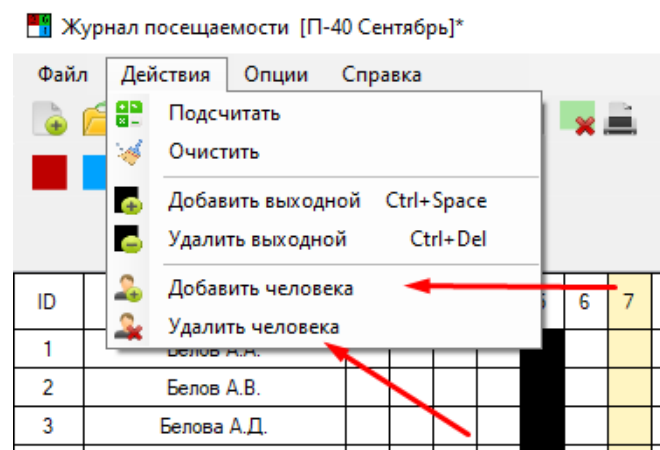 Журнал посещаемости [П-40 Сентябрь]*
Файл Действия Опции Справка
Подсчитать
Очистить
Добавить выходной Ctrl+Space
Удалить выходной Ctrl+Del
Добавить человека
Удалить человека
ID 6 7
1 Белов А.А.
2 Белов А.В.
3 Белова А.Д.